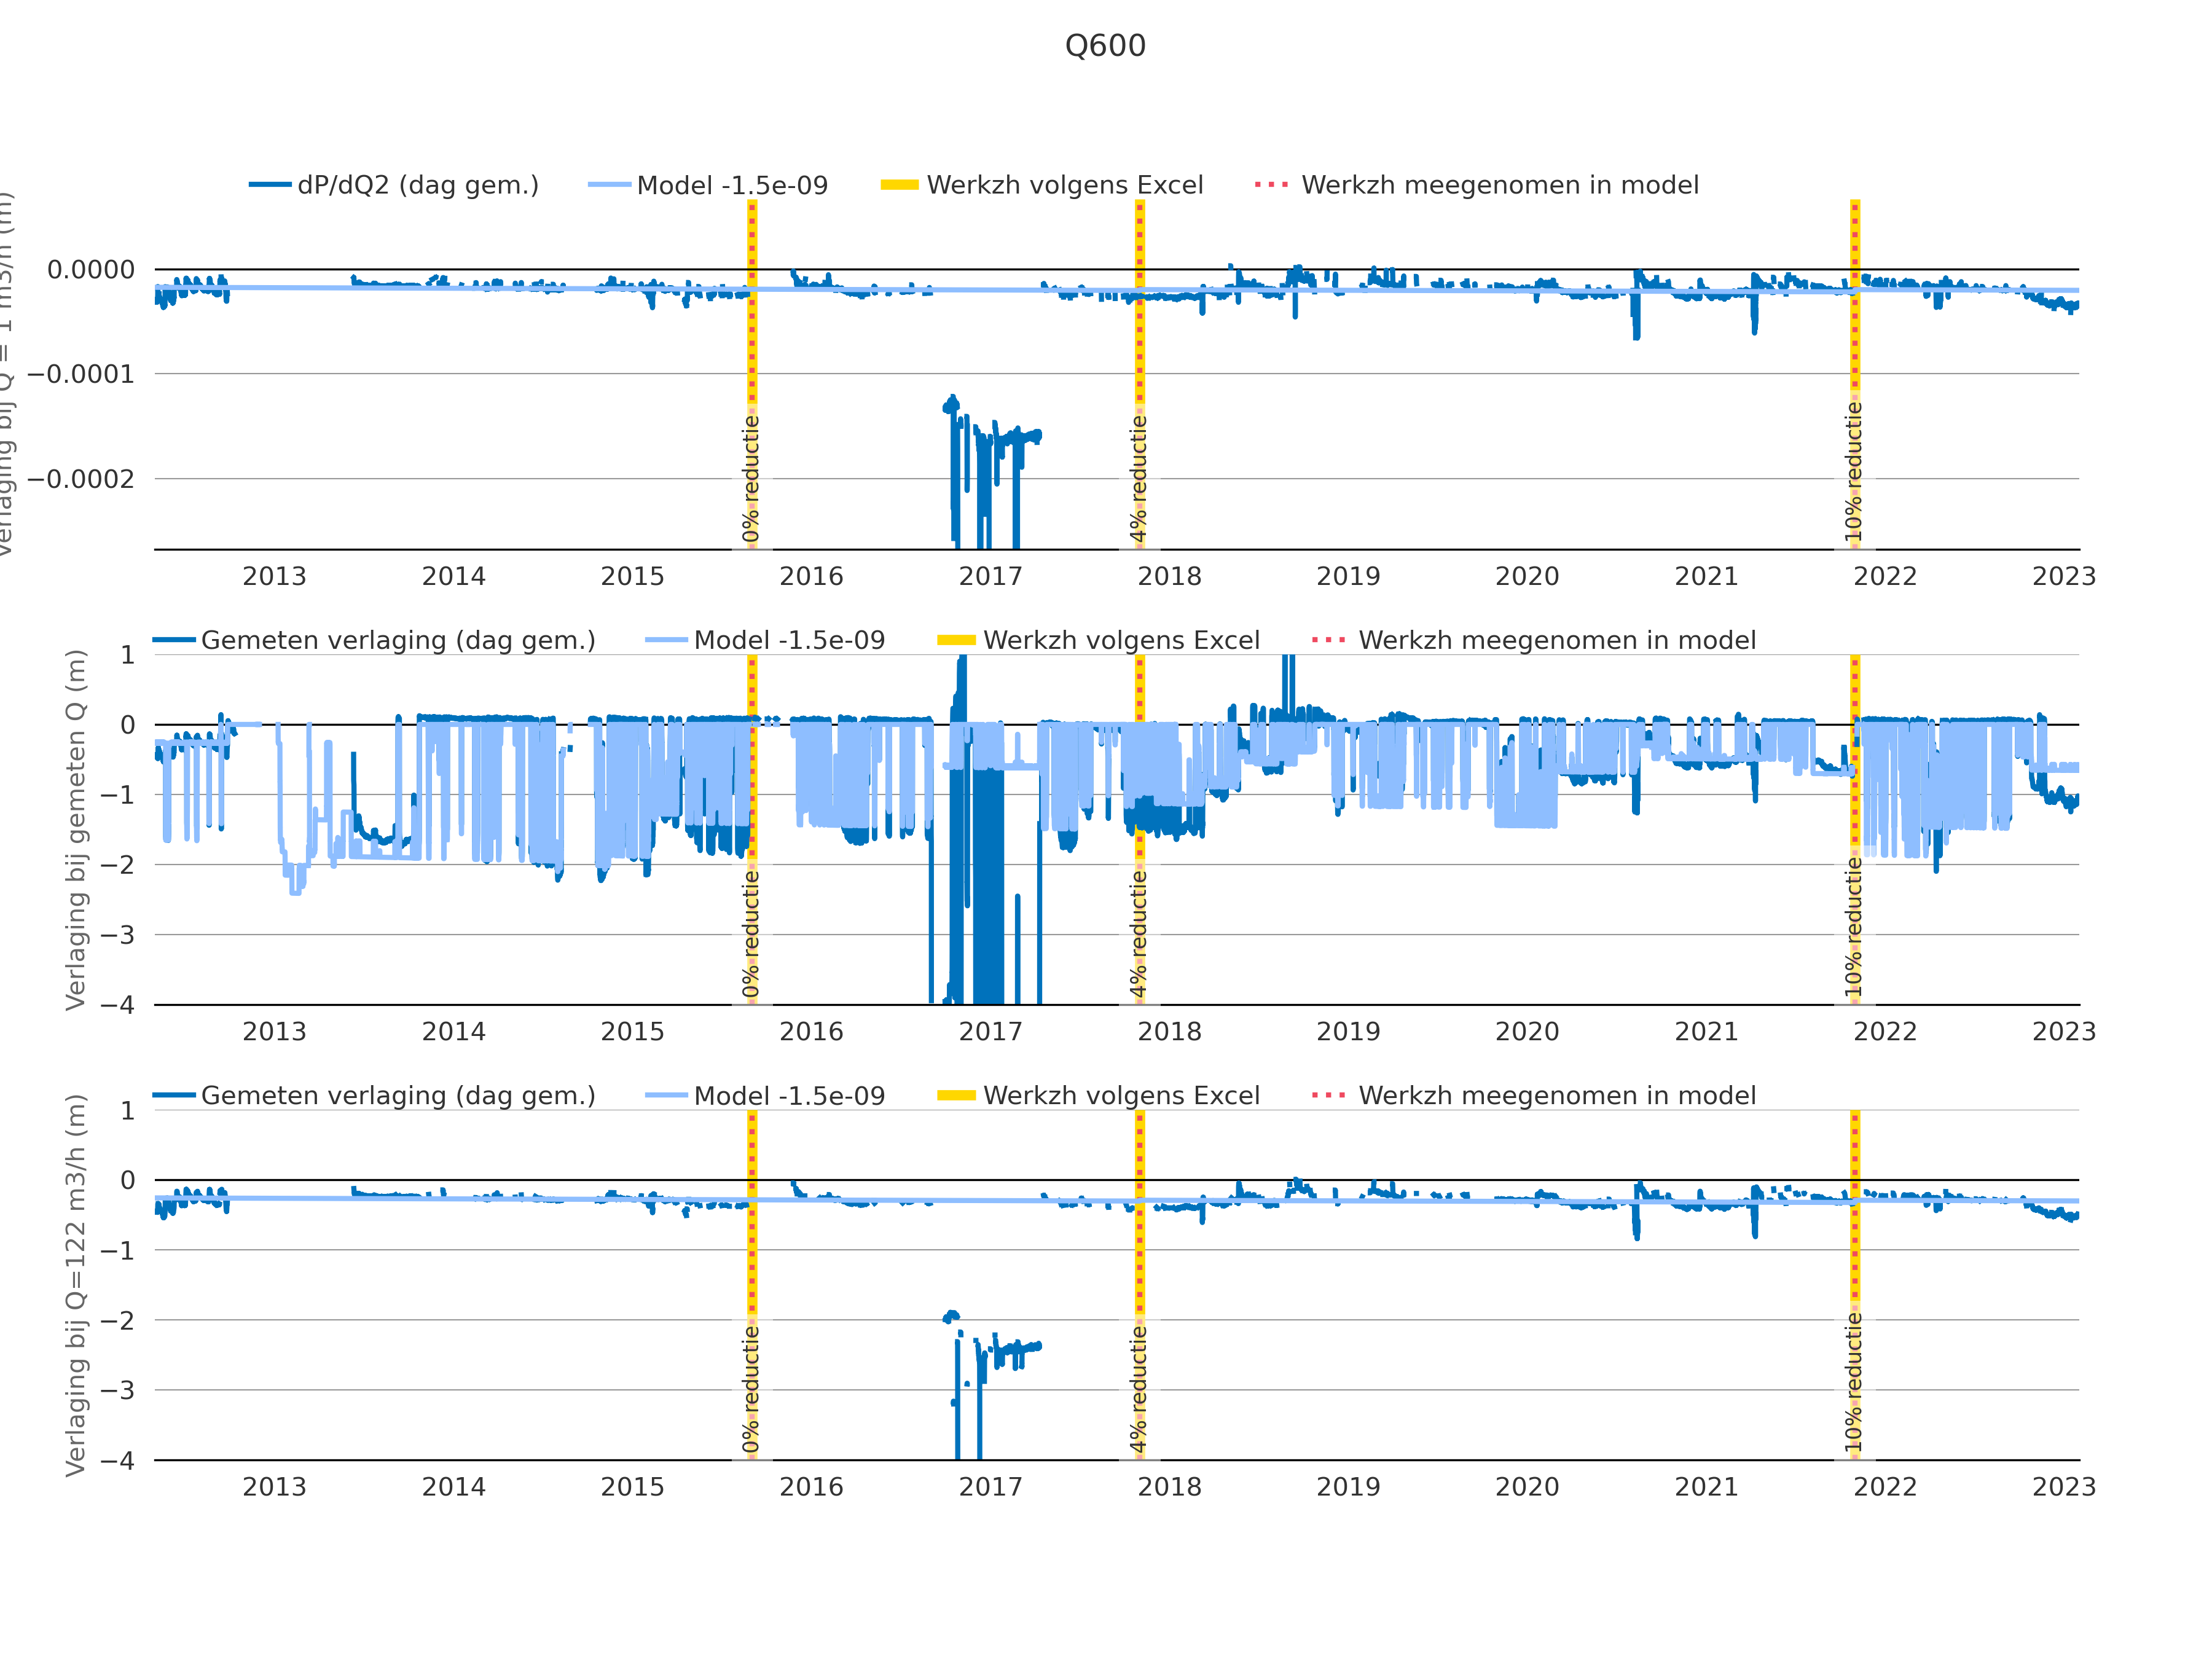 Q600
dP/dQ2 (dag gem.) Model -1.5e-09 Werkzh volgens Excel Werkzh meegenomen in model
Verlaging bij Q = 1 m3/h (m)
0.0000
−0.0001
−0.0002
0% reductie
4% reductie
10% reductie
2013 2014 2015 2016 2017 2018 2019 2020 2021 2022 2023
Gemeten verlaging (dag gem.) Model -1.5e-09 Werkzh volgens Excel Werkzh meegenomen in model
Verlaging bij gemeten Q (m)
1
0
−1
−2
−3
−4
0% reductie
4% reductie
10% reductie
2013 2014 2015 2016 2017 2018 2019 2020 2021 2022 2023
Gemeten verlaging (dag gem.) Model -1.5e-09 Werkzh volgens Excel Werkzh meegenomen in model
Verlaging bij Q=122 m3/h (m)
1
0
−1
−2
−3
−4
0% reductie
4% reductie
10% reductie
2013 2014 2015 2016 2017 2018 2019 2020 2021 2022 2023